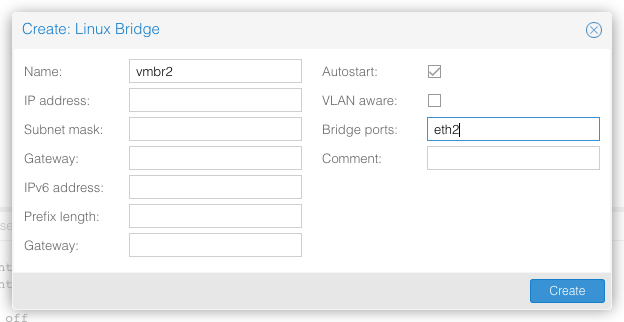 Create: Linux Bridge
Name: vmbr2
Autostart:
IP address:
VLAN aware:
Subnet mask:
Bridge ports: eth2
Gateway:
Comment:
IPv6 address:
Prefix length:
Gateway:
Create
off